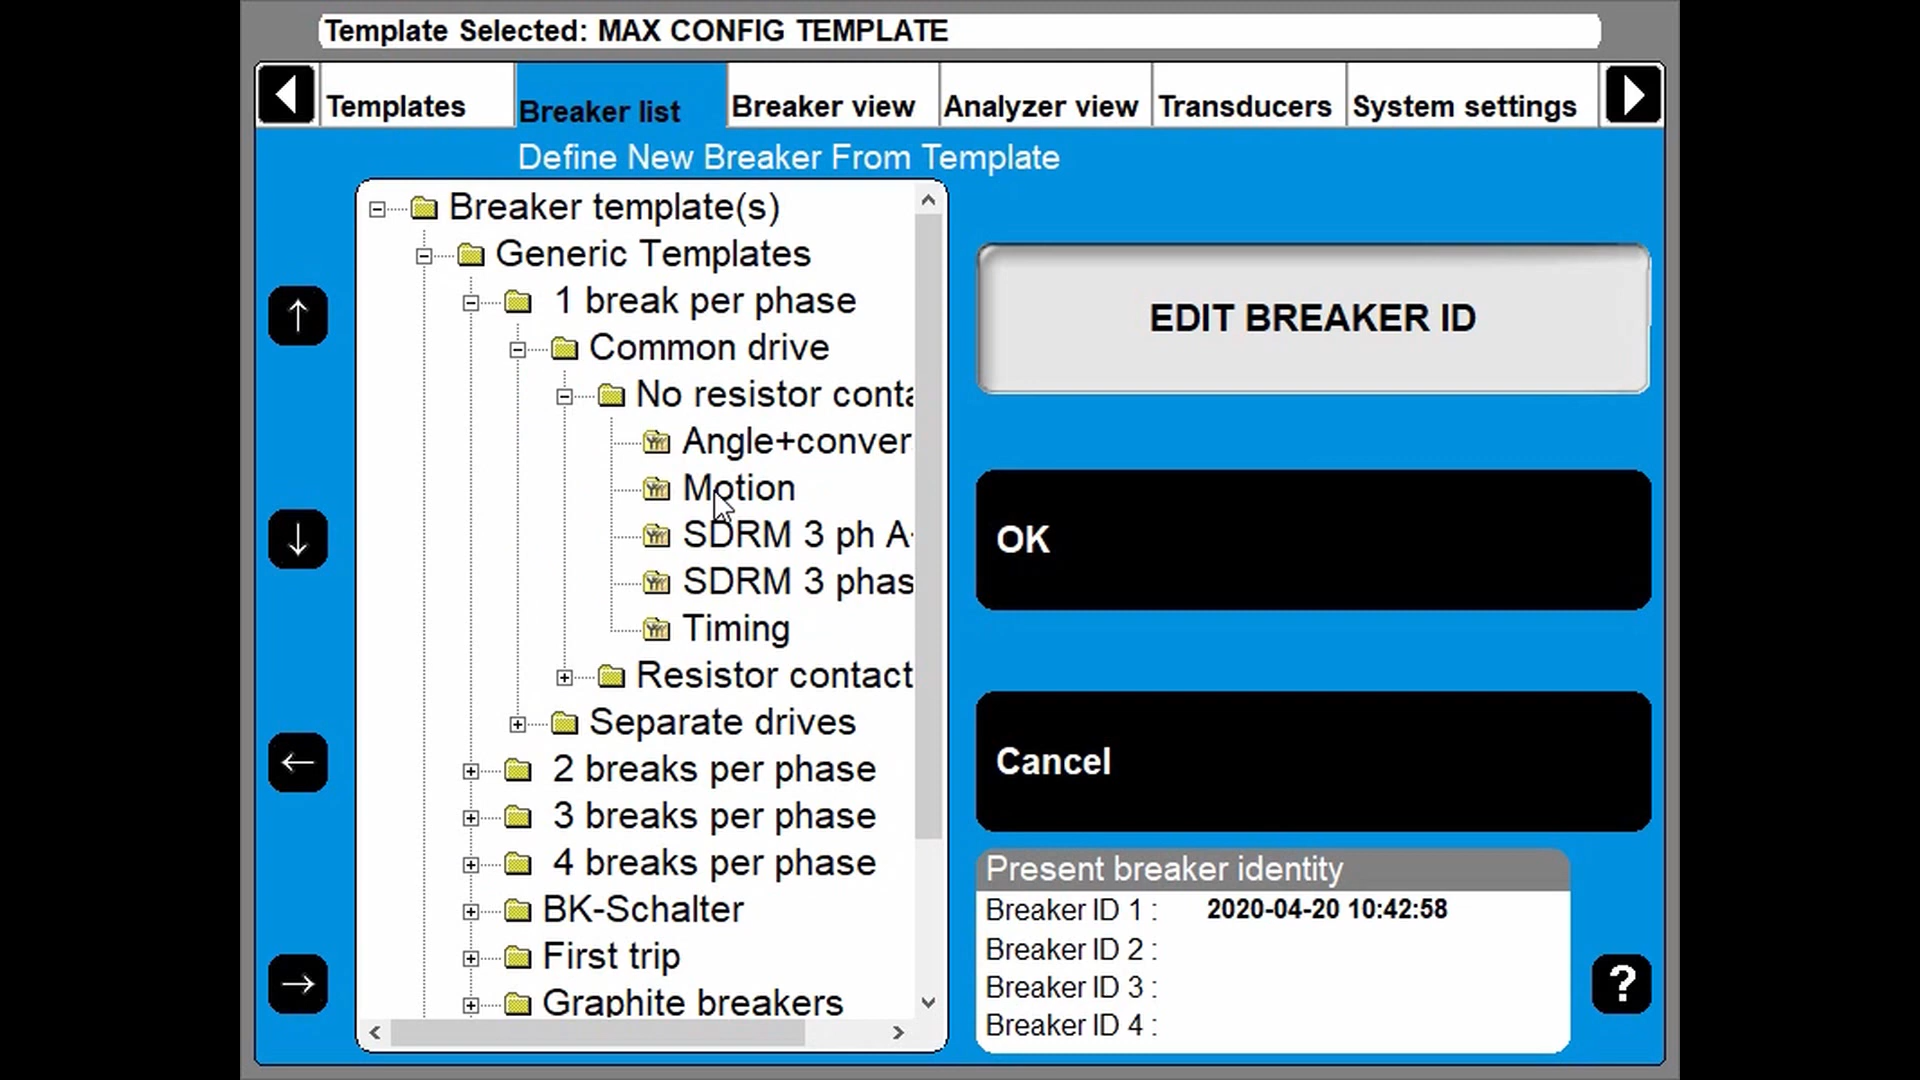 Template Selected: MAX CONFIG TEMPLATE
Templates
Breaker list
Breaker view
Analyzer view
Transducers
System settings
Define New Breaker From Template
Breaker template(s)
Generic Templates
1 break per phase
Common drive
No resistor conta
Angle+conver
Motion
SDRM 3 ph A-
SDRM 3 phas
Timing
Resistor contact
Separate drives
2 breaks per phase
3 breaks per phase
4 breaks per phase
BK-Schalter
First trip
Graphite breakers
EDIT BREAKER ID
OK
Cancel
Present breaker identity
Breaker ID 1 : 2020-04-20 10:42:58
Breaker ID 2 :
Breaker ID 3 :
Breaker ID 4 :
?